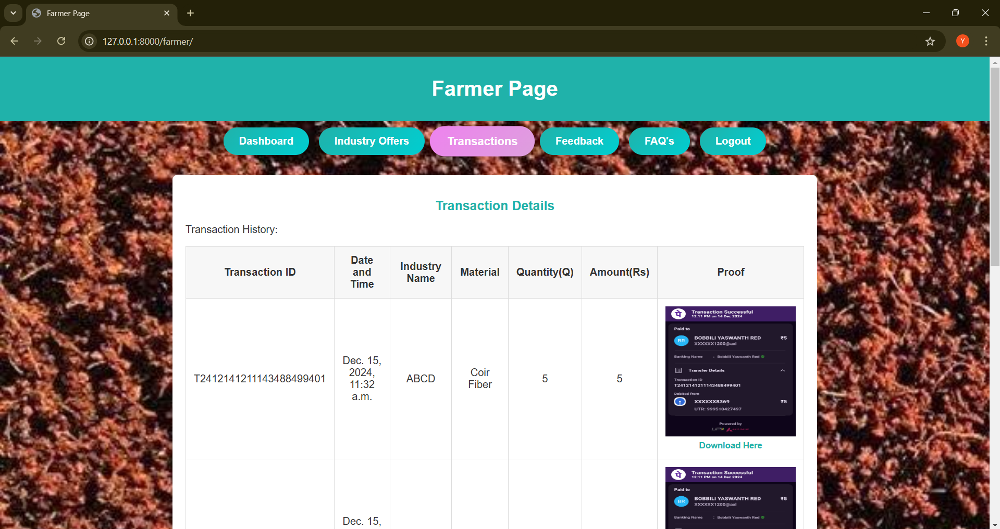 Farmer Page
127.0.0.1:8000/farmer/
Y
Farmer Page
Dashboard
Industry Offers
Transactions
Feedback
FAQ's
Logout
Transaction Details
Transaction History:
Transaction ID
Date
and
Time
Industry
Name
Material
Quantity(Q)
Amount(Rs)
Proof
T2412141211143488499401
Dec. 15,
2024,
11:32
a.m.
ABCD
Coir
Fiber
5
5
पे
Transaction Successful
12:11 PM on 14 Dec 2024
Paid to
BR
BOBBILI YASWANTH RED
₹5
XXXXXX1200@axl
Banking Name : Bobbili Yaswanth Red
Transfer Details
Transaction ID
T2412141211143488499401
Debited from
XXXXXX8369
₹5
UTR: 999510427497
Powered by
UPI AXIS BANK
Download Here
Dec. 15,
पे
Transaction Successful
12:11 PM on 14 Dec 2024
Paid to
BR
BOBBILI YASWANTH RED
₹5
XXXXXX1200@axl
Banking Name : Bobbili Yaswanth Red